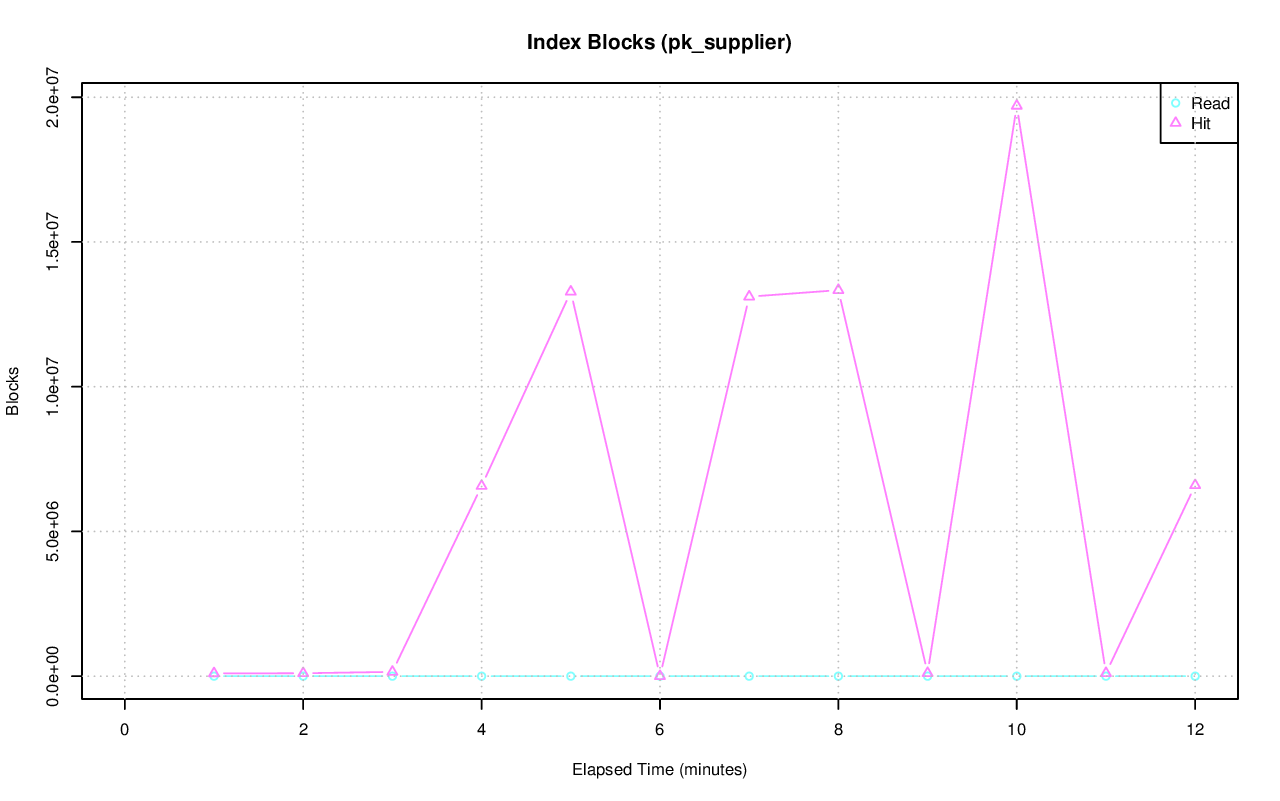 Index Blocks (pk_supplier)
Read
Hit
2.0e+07
1.5e+07
1.0e+07
5.0e+06
0.0e+00
Blocks
0 2 4 6 8 10 12
Elapsed Time (minutes)